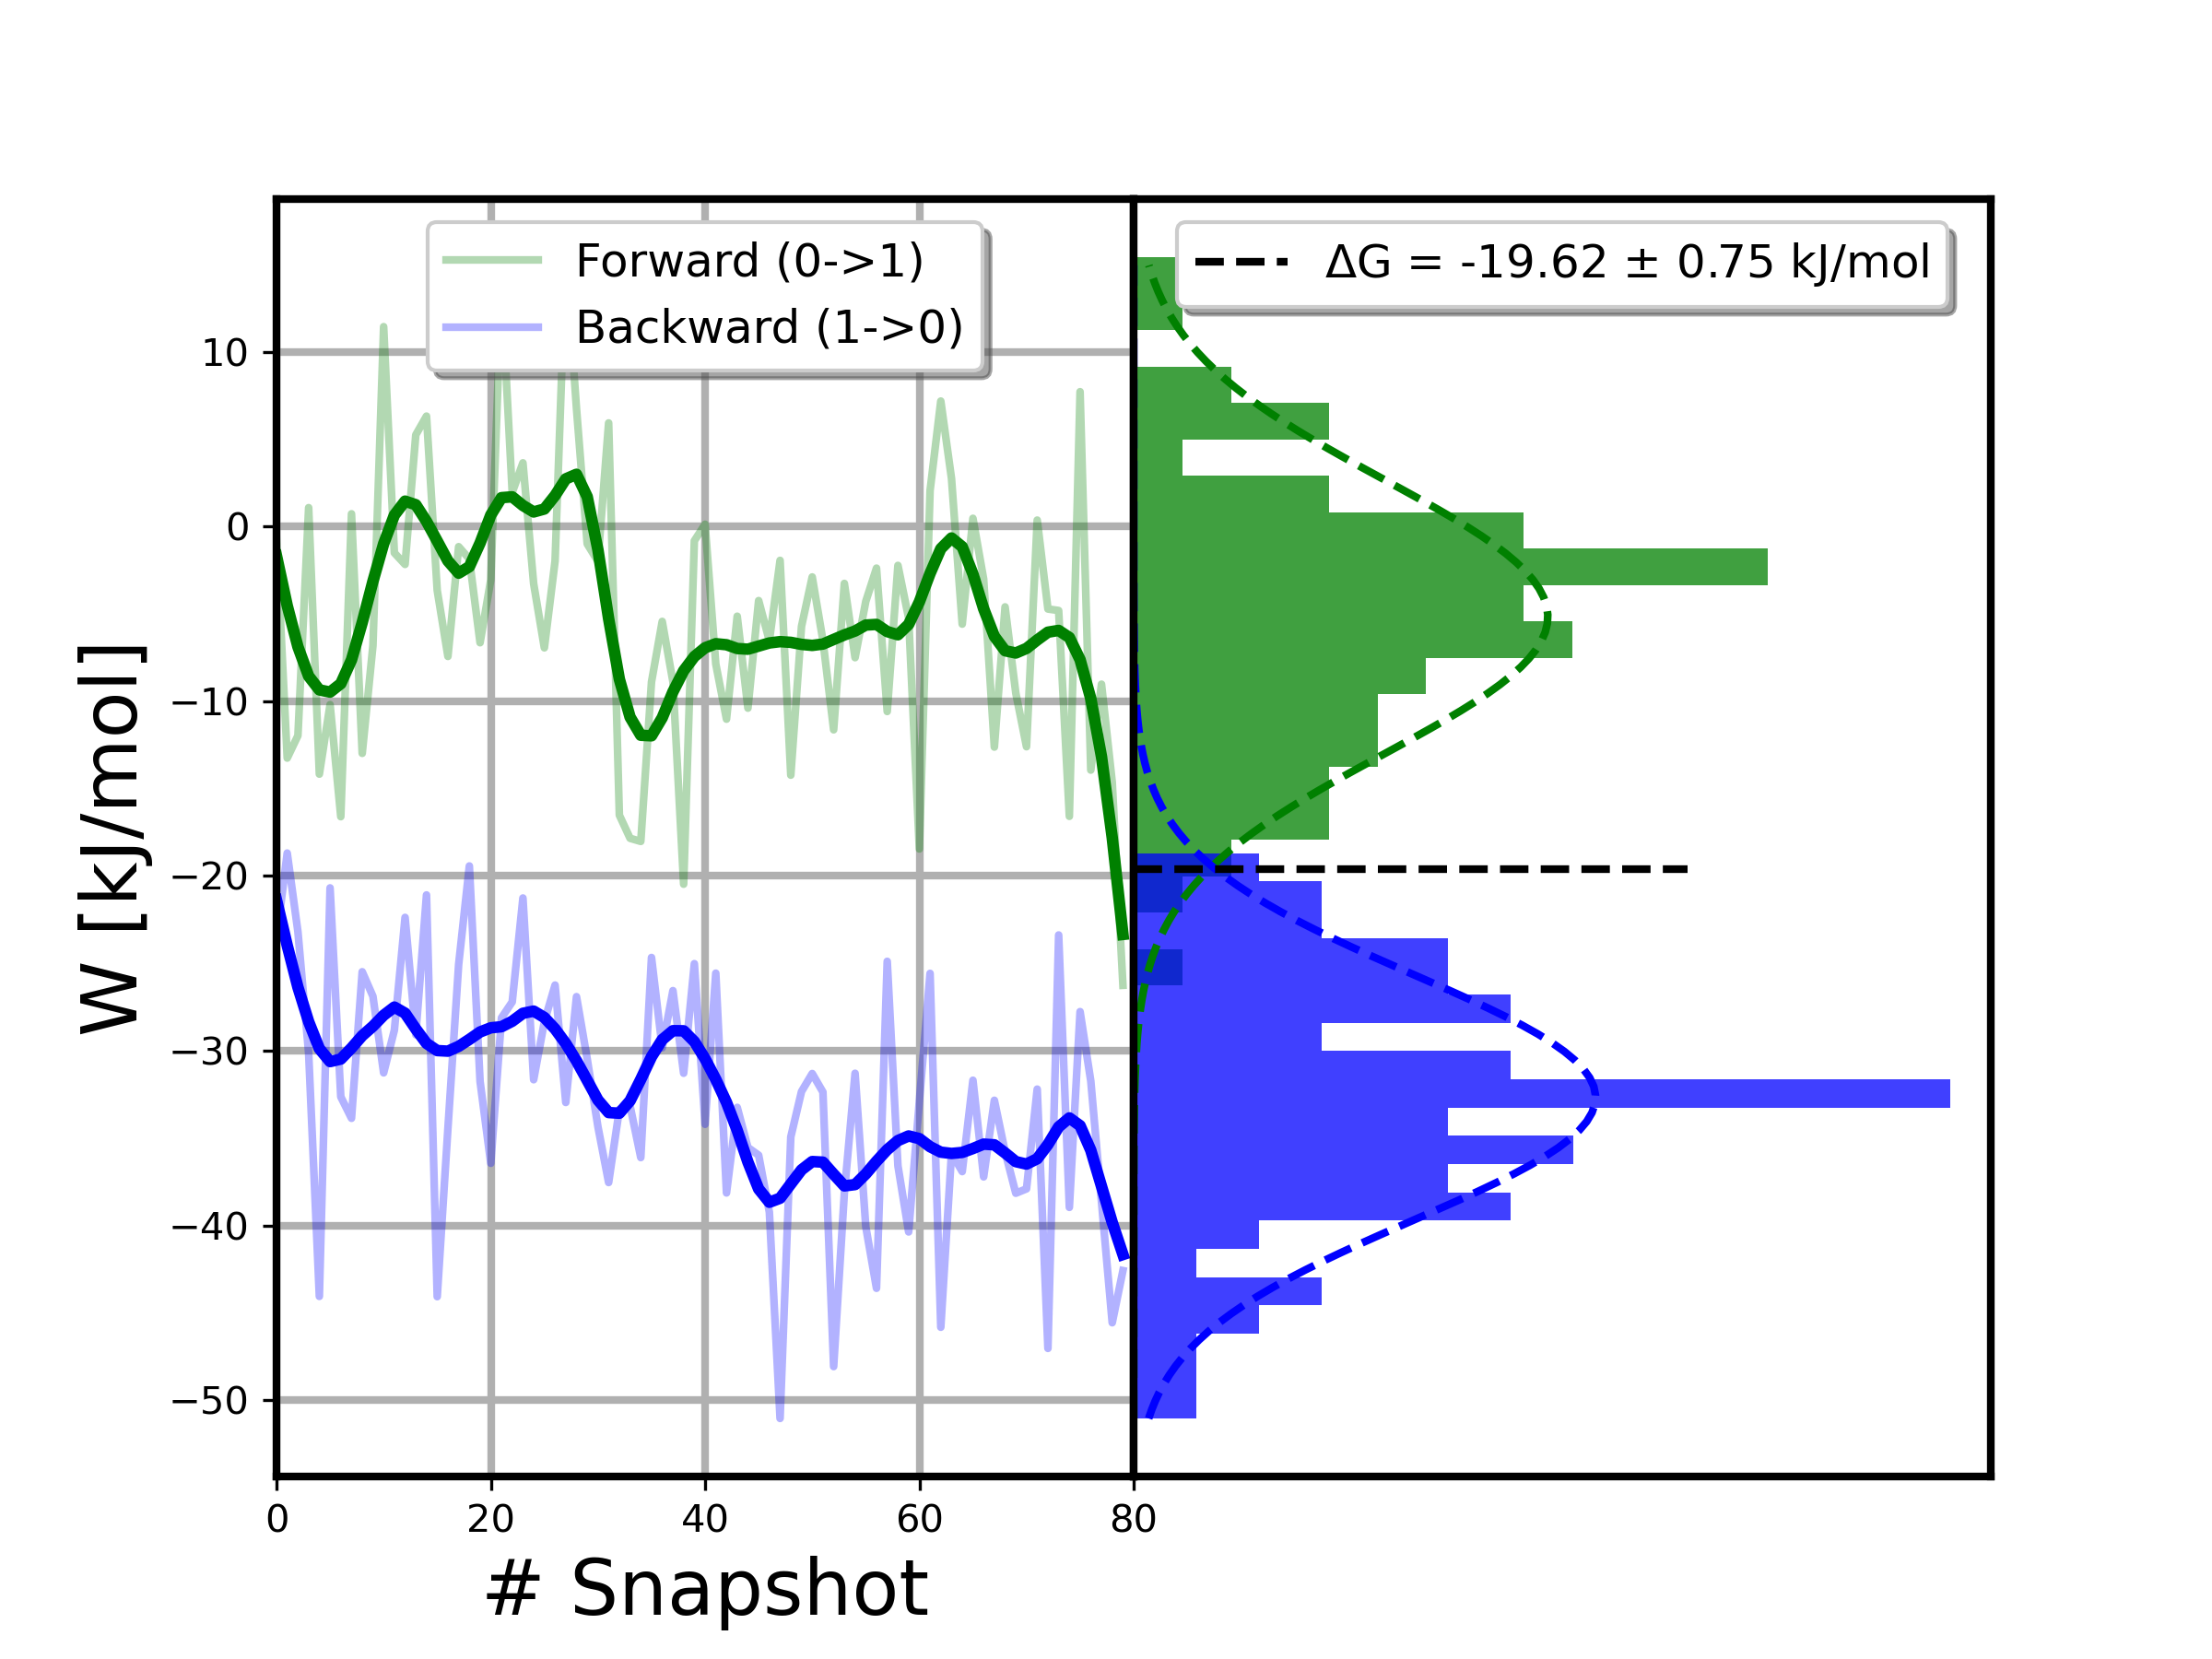 Forward (0->1)
Backward (1->0)
ΔG = -19.62 ± 0.75 kJ/mol
W [kJ/mol]
10
0
−10
−20
−30
−40
−50
0
20
40
60
80
# Snapshot